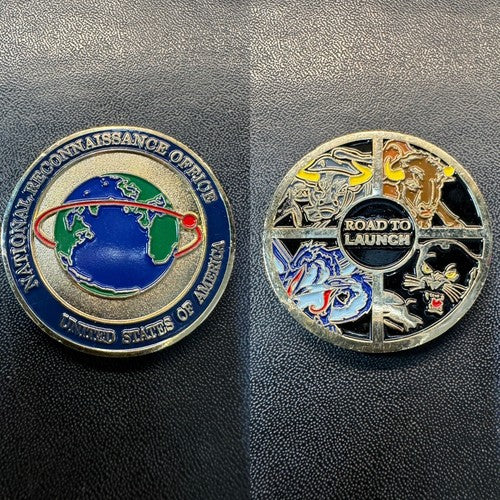 NATIONAL RECONNAISSANCE OFFICE
UNITED STATES OF AMERICA
ROAD TO
LAUNCH